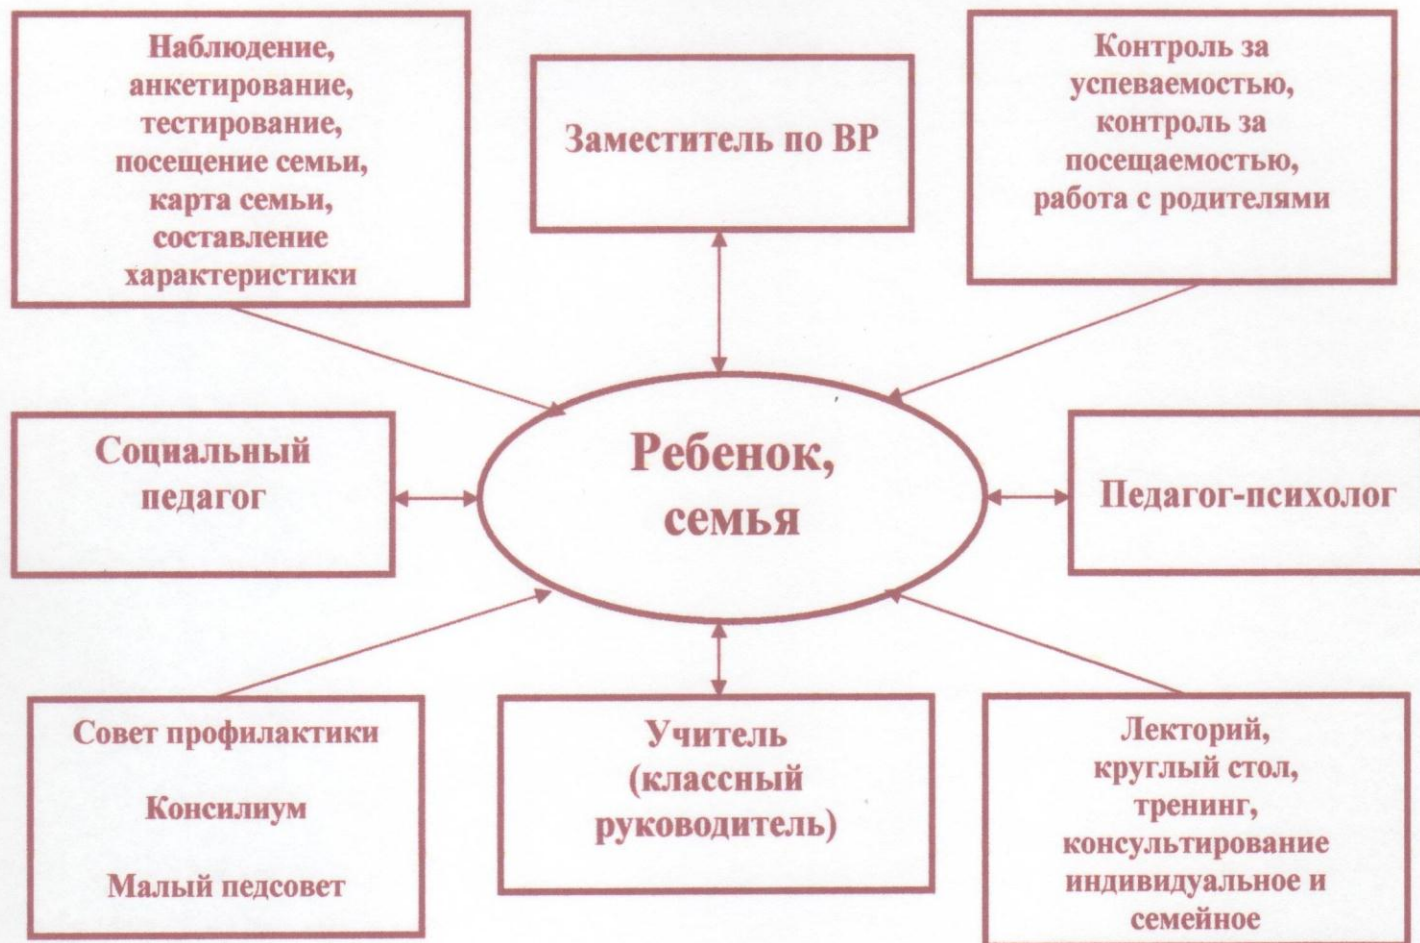 Наблюдение,
анкетирование,
тестирование,
посещение семьи,
карта семьи,
составление
характеристики
Заместитель по ВР
Контроль за
успеваемостью,
контроль за
посещаемостью,
работа с родителями
Социальный
педагог
Ребенок,
семья
Педагог-психолог
Совет профилактики
Консилиум
Малый педсовет
Учитель
(классный
руководитель)
Лекторий,
круглый стол,
тренинг,
консультирование
индивидуальное и
семейное